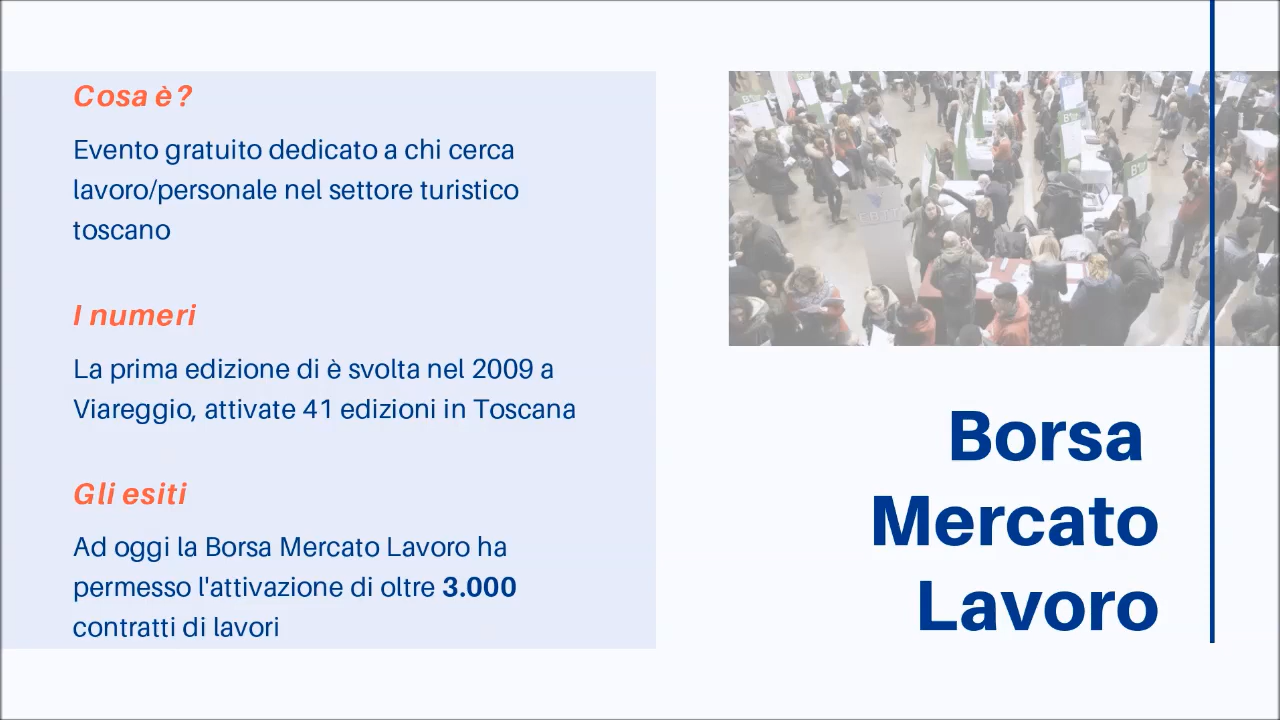 Cosa è?
Evento gratuito dedicato a chi cerca
lavoro/personale nel settore turistico
toscano
I numeri
La prima edizione di è svolta nel 2009 a
Viareggio, attivate 41 edizioni in Toscana
Gli esiti
Ad oggi la Borsa Mercato Lavoro ha
permesso l'attivazione di oltre 3.000
contratti di lavori
Borsa
Mercato
Lavoro